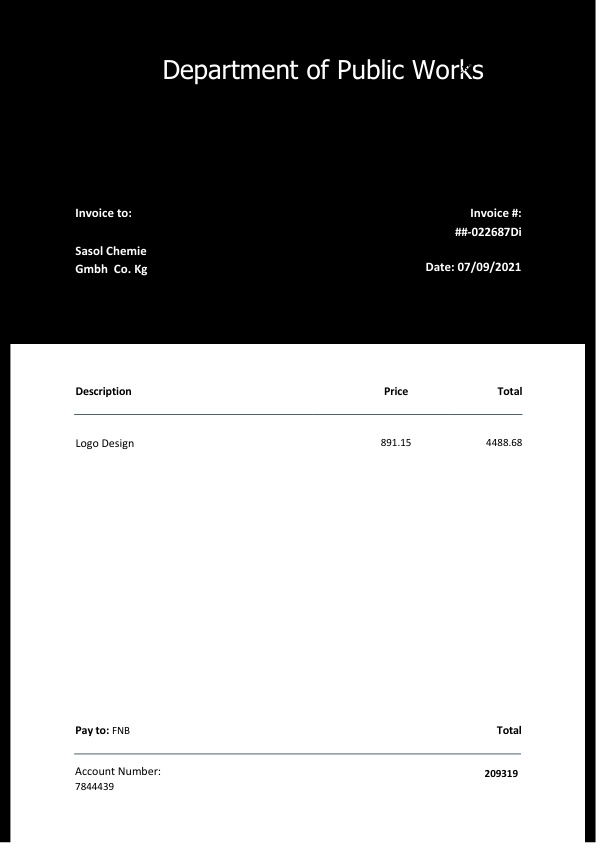 Department of Public Works
Invoice to:
Invoice #:
##-022687Di
Sasol Chemie
Gmbh Co. Kg
Date: 07/09/2021
Description Price Total
Logo Design 891.15 4488.68
Pay to: FNB Total
Account Number:
7844439
209319